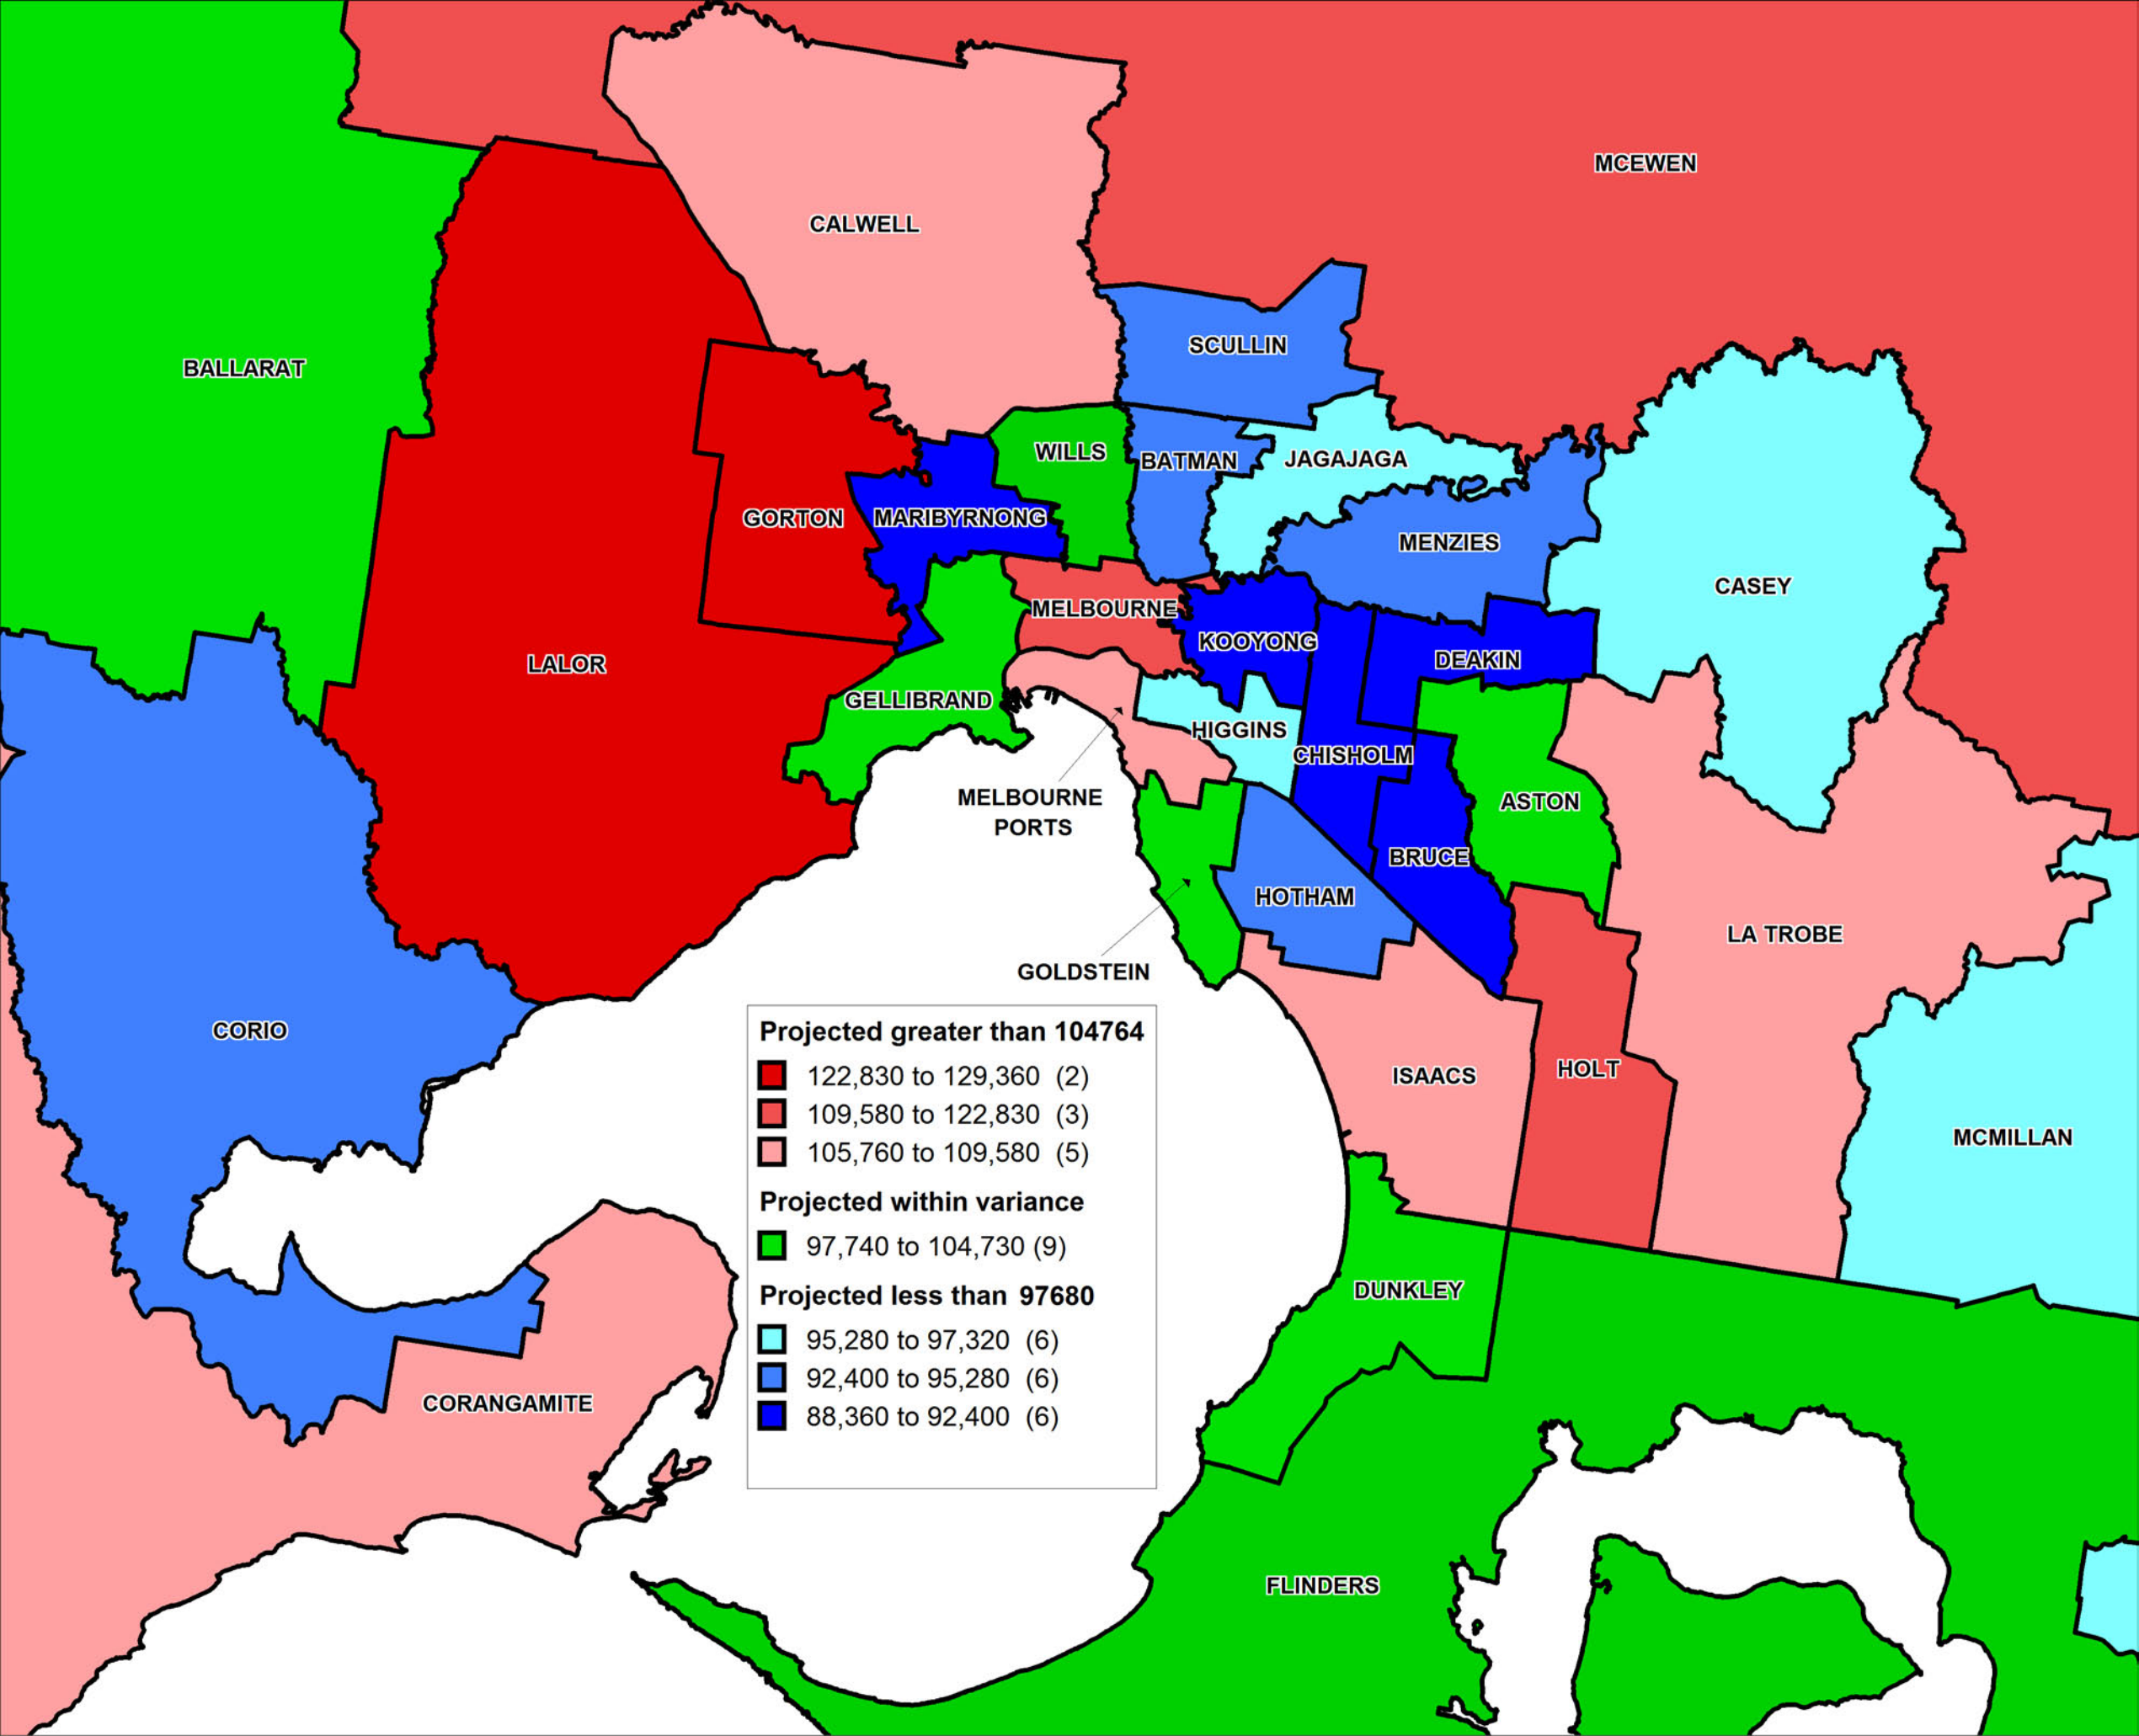 MCEWEN
CALWELL
SCULLIN
BALLARAT
WILLS
BATMAN
JAGAJAGA
GORTON
MARIBYRNONG
MENZIES
CASEY
MELBOURNE
KOOYONG
DEAKIN
LALOR
GELLIBRAND
HIGGINS
CHISHOLM
MELBOURNE
PORTS
ASTON
BRUCE
HOTHAM
LA TROBE
GOLDSTEIN
CORIO
ISAACS
HOLT
MCMILLAN
DUNKLEY
CORANGAMITE
FLINDERS
Projected greater than 104764
122,830 to 129,360 (2)
109,580 to 122,830 (3)
105,760 to 109,580 (5)
Projected within variance
97,740 to 104,730 (9)
Projected less than 97680
95,280 to 97,320 (6)
92,400 to 95,280 (6)
88,360 to 92,400 (6)